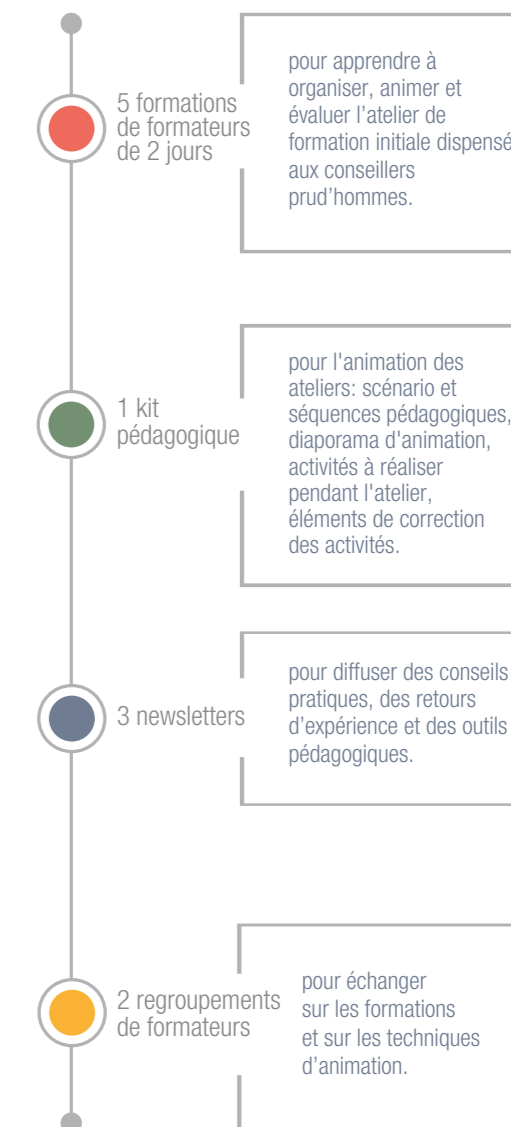 5 formations
de formateurs
de 2 jours
pour apprendre à
organiser, animer et
évaluer l’atelier de
formation initiale dispensé
aux conseillers
prud’hommes.
1 kit
pédagogique
pour l'animation des
ateliers: scénario et
séquences pédagogiques,
diaporama d'animation,
activités à réaliser
pendant l'atelier,
éléments de correction
des activités.
3 newsletters
pour diffuser des conseils
pratiques, des retours
d’expérience et des outils
pédagogiques.
2 regroupements
de formateurs
pour échanger
sur les formations
et sur les techniques
d’animation.